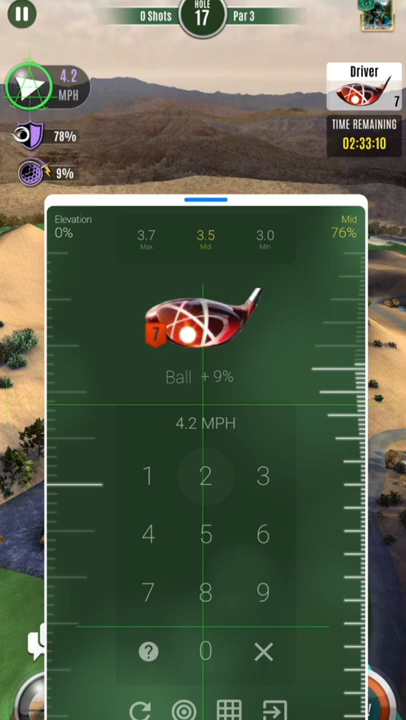 HOLE
0 Shots 17 Par 3
4.2
MPH
Driver
7
78%
TIME REMAINING
02:33:10
9%
Elevation
0%
3.7 3.5 3.0
Max Mid Min
Mid
76%
7
Ball + 9%
4.2 MPH
1 2 3
4 5 6
7 8 9
? 0 X
!